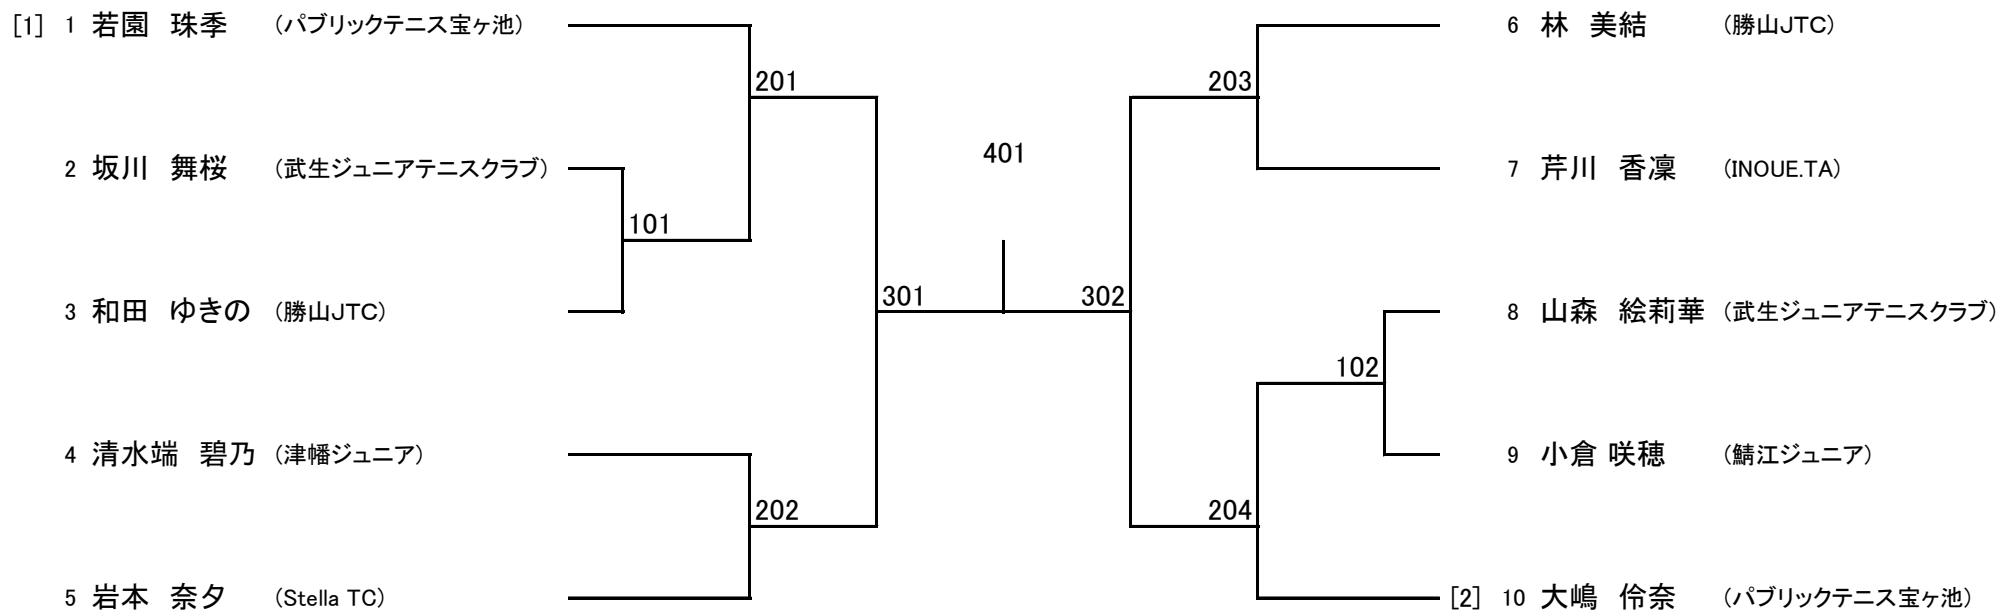 [1] 1 若園 珠季 (パブリックテニス宝ヶ池)
201
2 坂川 舞桜 (武生ジュニアテニスクラブ)
101
3 和田 ゆきの (勝山JTC)
301
4 清水端 碧乃 (津幡ジュニア)
202
5 岩本 奈夕 (Stella TC)
401
6 林 美結 (勝山JTC)
203
7 芹川 香凜 (INOUE.TA)
302
8 山森 絵莉華 (武生ジュニアテニスクラブ)
102
9 小倉 咲穂 (鯖江ジュニア)
204
[2] 10 大嶋 伶奈 (パブリックテニス宝ヶ池)